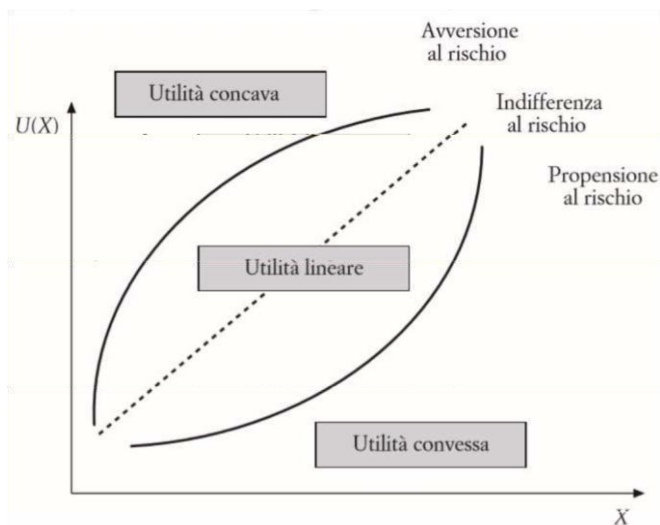 Avversione
al rischio
Utilità concava
Indifferenza
al rischio
U(X)
Propensione
al rischio
Utilità lineare
Utilità convessa
X